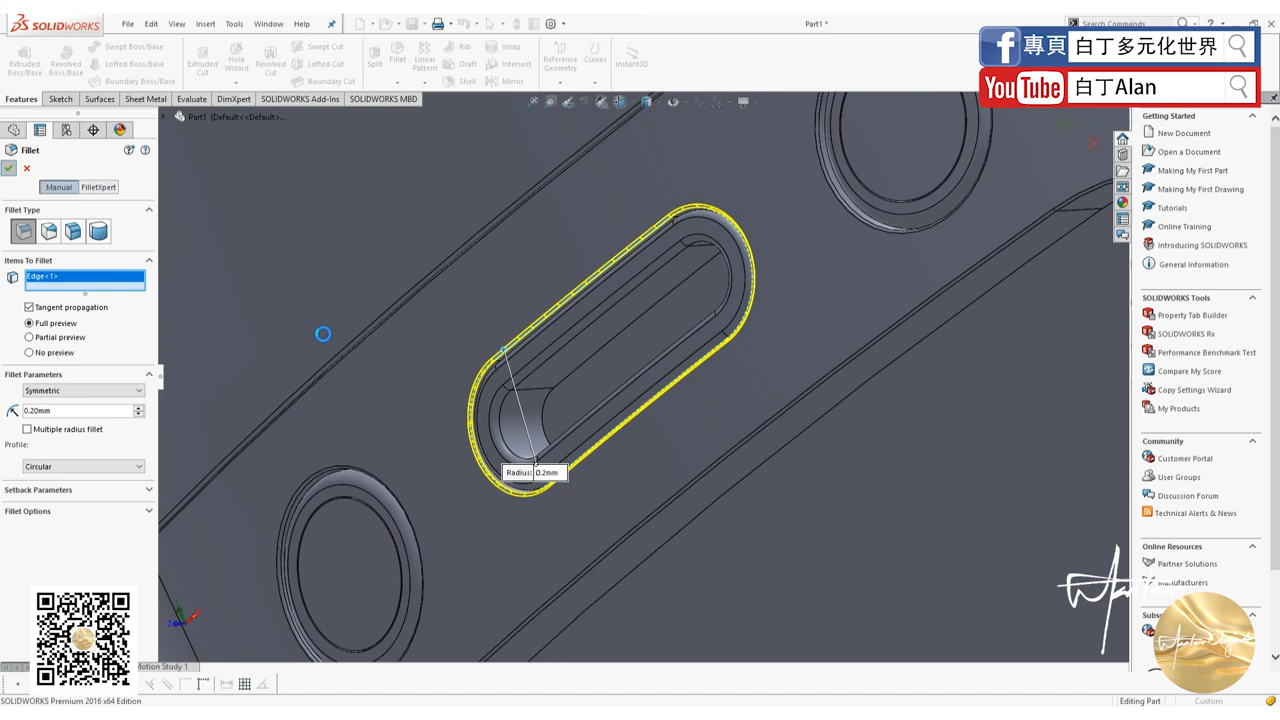 SOLIDWORKS
File Edit View Insert Tools Window Help
Part1 *
Search Commands
專頁 白丁多元化世界
YouTube 白丁Alan
Extruded Boss/Base
Revolved Boss/Base
Swept Boss/Base
Lofted Boss/Base
Boundary Boss/Base
Extruded Cut
Hole Wizard
Revolved Cut
Swept Cut
Lofted Cut
Boundary Cut
Split
Fillet
Linear Pattern
Rib
Draft
Shell
Wrap
Intersect
Mirror
Reference Geometry
Curves
Instant3D
Features Sketch Surfaces Sheet Metal Evaluate DimXpert SOLIDWORKS Add-Ins SOLIDWORKS MBD
Part1 (Default<<Default>...
Fillet
Manual FilletXpert
Fillet Type
Items To Fillet
Edge<1>
Tangent propagation
Full preview
Partial preview
No preview
Fillet Parameters
Symmetric
0.20mm
Multiple radius fillet
Profile:
Circular
Setback Parameters
Fillet Options
Radius: 0.2mm
Getting Started
New Document
Open a Document
Making My First Part
Making My First Drawing
Tutorials
Online Training
Introducing SOLIDWORKS
General Information
SOLIDWORKS Tools
Property Tab Builder
SOLIDWORKS Rx
Performance Benchmark Test
Compare My Score
Copy Settings Wizard
My Products
Community
Customer Portal
User Groups
Discussion Forum
Technical Alerts & News
Online Resources
Partner Solutions
Manufacturers
Motion Study 1
SOLIDWORKS Premium 2016 x64 Edition
Editing Part
Custom